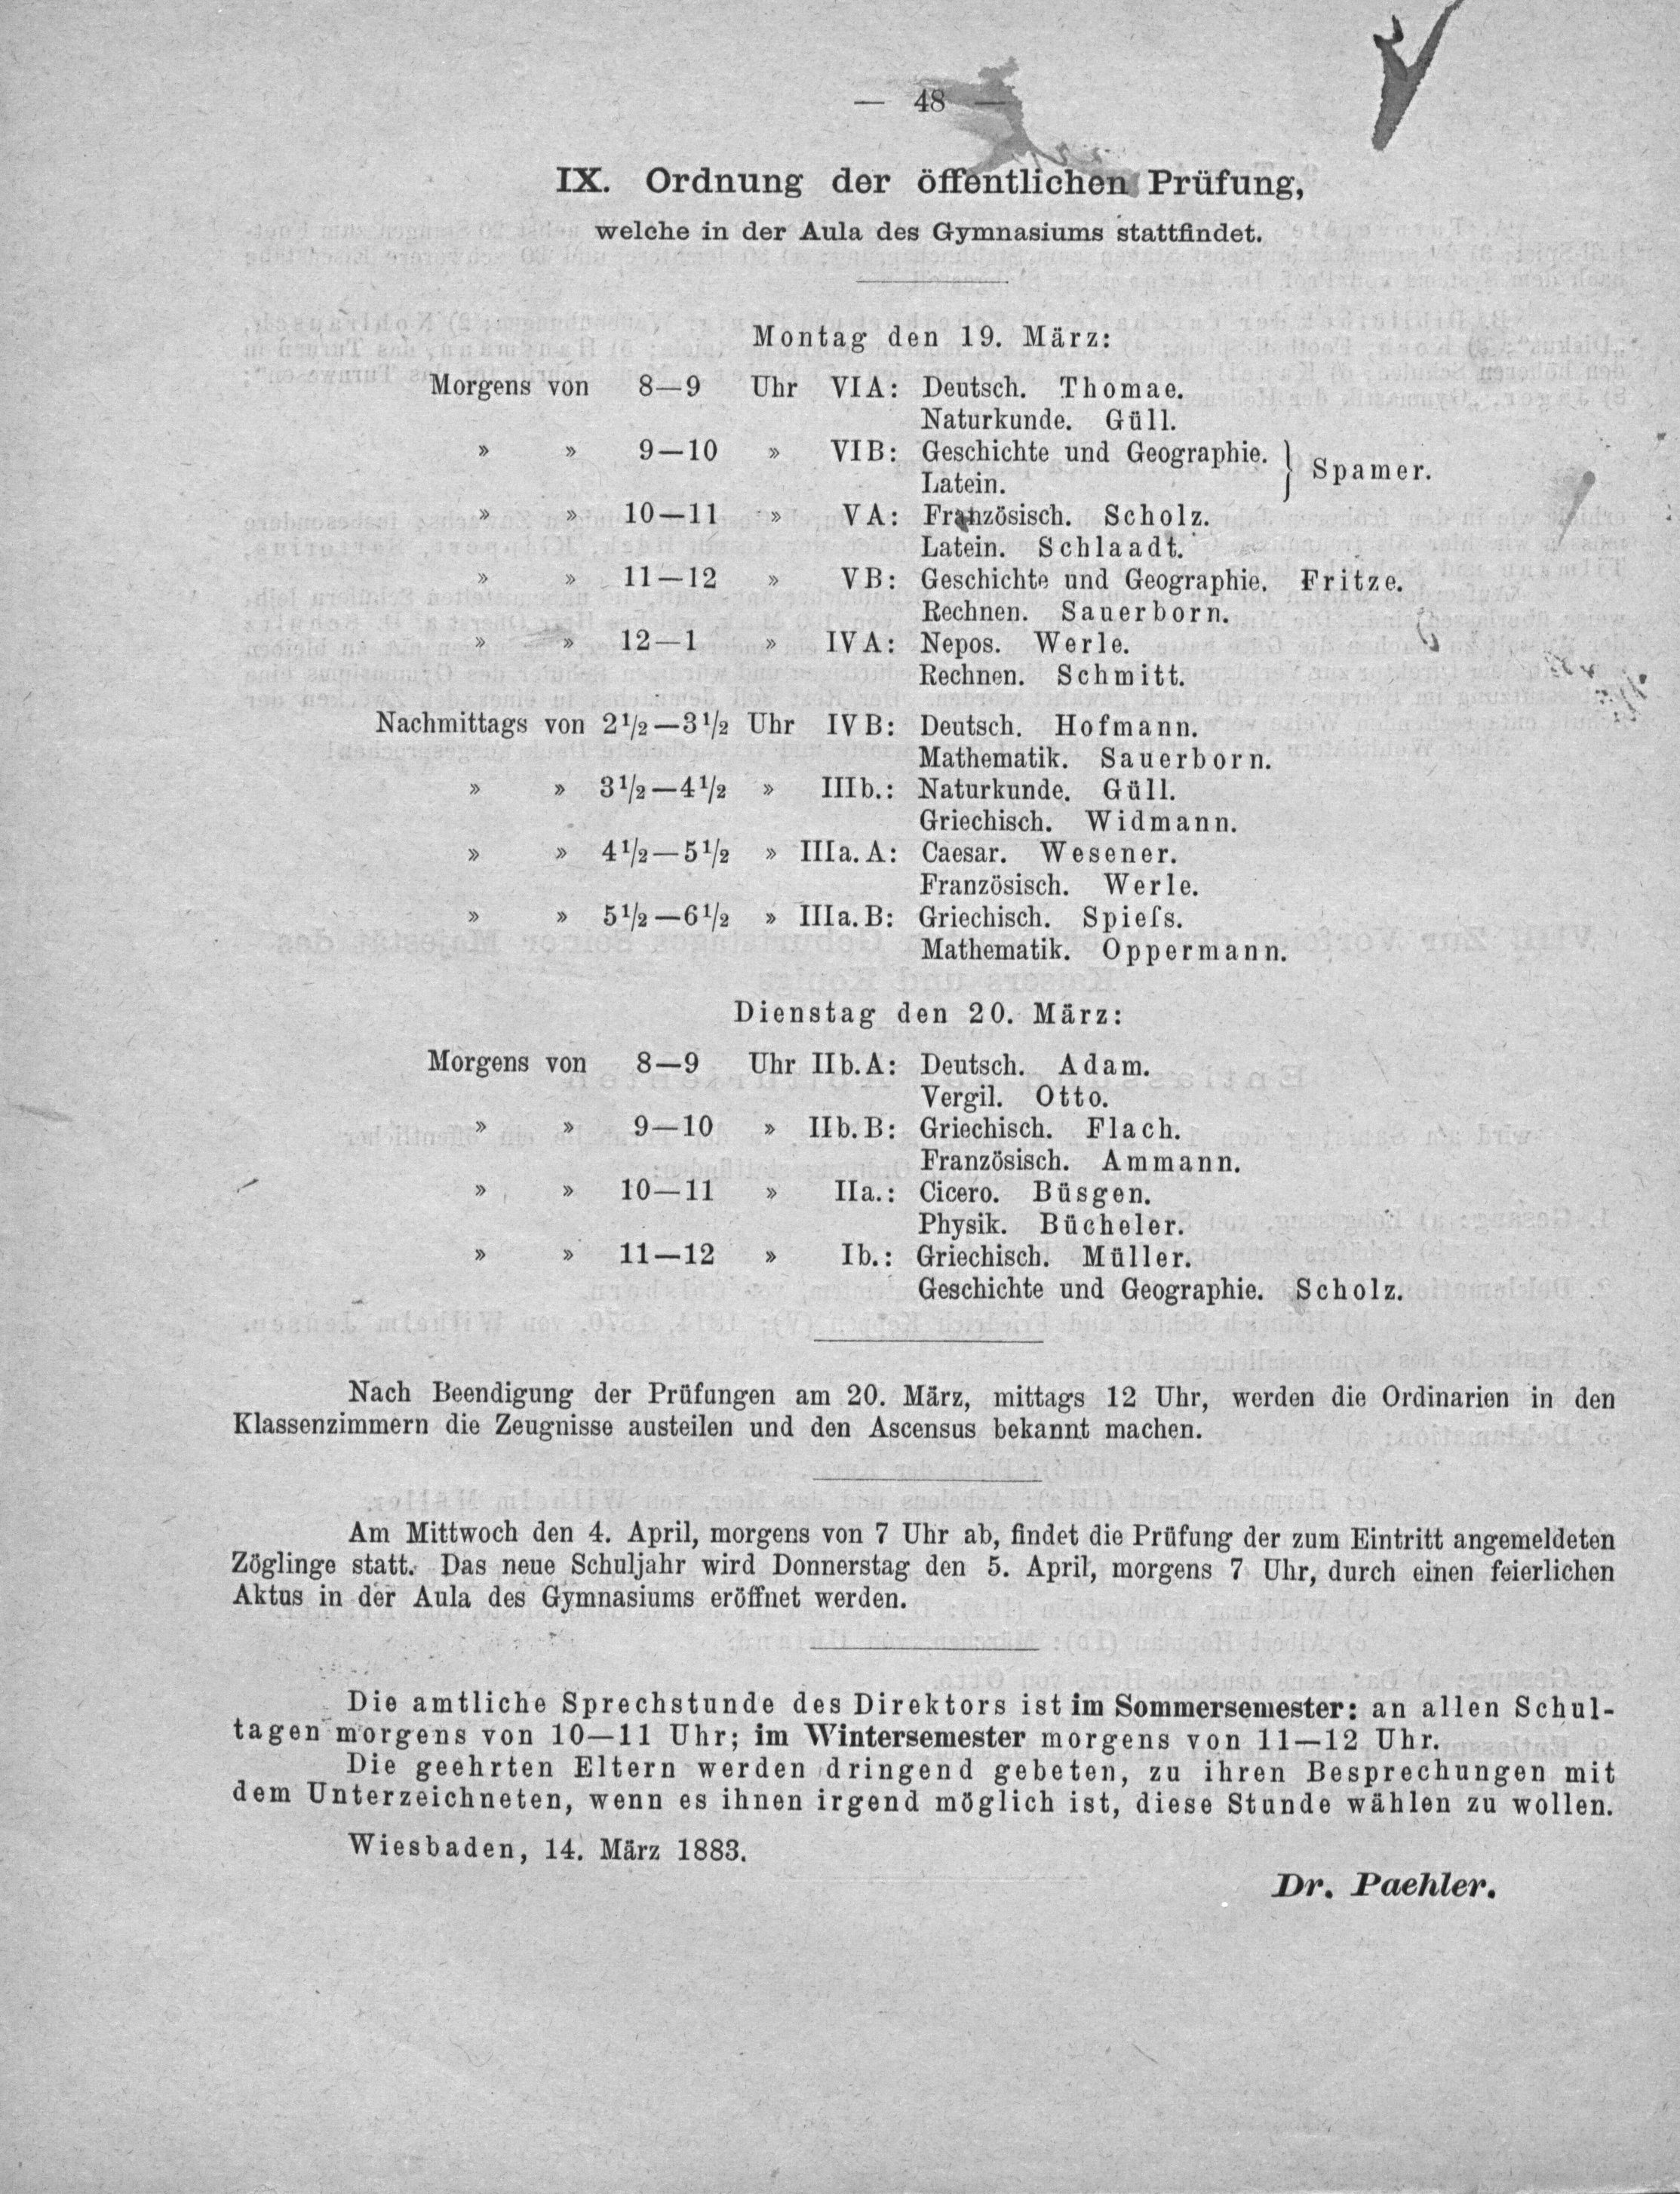 — 48 —
IX. Ordnung der öffentlichen Prüfung,
welche in der Aula des Gymnasiums stattfindet.
Montag den 19. März:
Morgens von 8—9 Uhr VI A: Deutsch. Thomae.
Naturkunde. Güll.
» » 9—10 » VI B: Geschichte und Geographie. } Spamer.
Latein.
» » 10—11 » V A: Französisch. Scholz.
Latein. Schlaadt.
» » 11—12 » V B: Geschichte und Geographie. Fritze.
Rechnen. Sauerborn.
» » 12—1 » IV A: Nepos. Werle.
Rechnen. Schmitt.
Nachmittags von 2½—3½ Uhr IV B: Deutsch. Hofmann.
Mathematik. Sauerborn.
» » 3½—4½ » IIIb.: Naturkunde. Güll.
Griechisch. Widmann.
» » 4½—5½ » IIIa. A: Caesar. Wesener.
Französisch. Werle.
» » 5½—6½ » IIIa. B: Griechisch. Spieſs.
Mathematik. Oppermann.
Dienstag den 20. März:
Morgens von 8—9 Uhr IIb. A: Deutsch. Adam.
Vergil. Otto.
» » 9—10 » IIb. B: Griechisch. Flach.
Französisch. Ammann.
» » 10—11 » IIa.: Cicero. Büsgen.
Physik. Bücheler.
» » 11—12 » Ib.: Griechisch. Müller.
Geschichte und Geographie. Scholz.
Nach Beendigung der Prüfungen am 20. März, mittags 12 Uhr, werden die Ordinarien in den
Klassenzimmern die Zeugnisse austeilen und den Ascensus bekannt machen.
Am Mittwoch den 4. April, morgens von 7 Uhr ab, findet die Prüfung der zum Eintritt angemeldeten
Zöglinge statt. Das neue Schuljahr wird Donnerstag den 5. April, morgens 7 Uhr, durch einen feierlichen
Aktus in der Aula des Gymnasiums eröffnet werden.
Die amtliche Sprechstunde des Direktors ist im Sommersemester: an allen Schul-
tagen morgens von 10—11 Uhr; im Wintersemester morgens von 11—12 Uhr.
Die geehrten Eltern werden dringend gebeten, zu ihren Besprechungen mit
dem Unterzeichneten, wenn es ihnen irgend möglich ist, diese Stunde wählen zu wollen.
Wiesbaden, 14. März 1883.
Dr. Paehler.